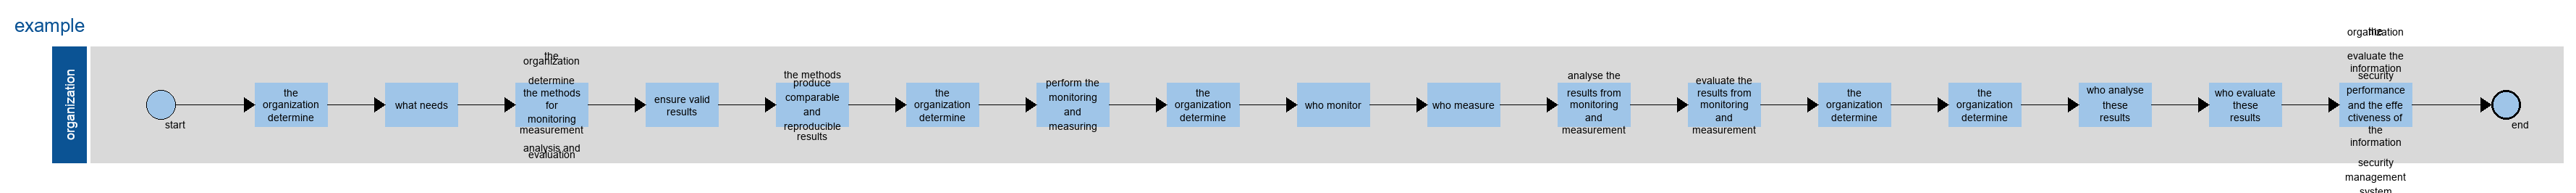 example
organization
start
the
organization
determine
what needs
the
organization
determine
the methods
for
monitoring
measurement
analysis and
evaluation
ensure valid
results
the methods
produce
comparable
and
reproducible
results
the
organization
determine
perform the
monitoring
and
measuring
the
organization
determine
who monitor
who measure
analyse the
results from
monitoring
and
measurement
evaluate the
results from
monitoring
and
measurement
the
organization
determine
the
organization
determine
who analyse
these
results
who evaluate
these
results
the
organization
evaluate the
information
security
performance
and the effe
ctiveness of
the
information
security
management
system
end